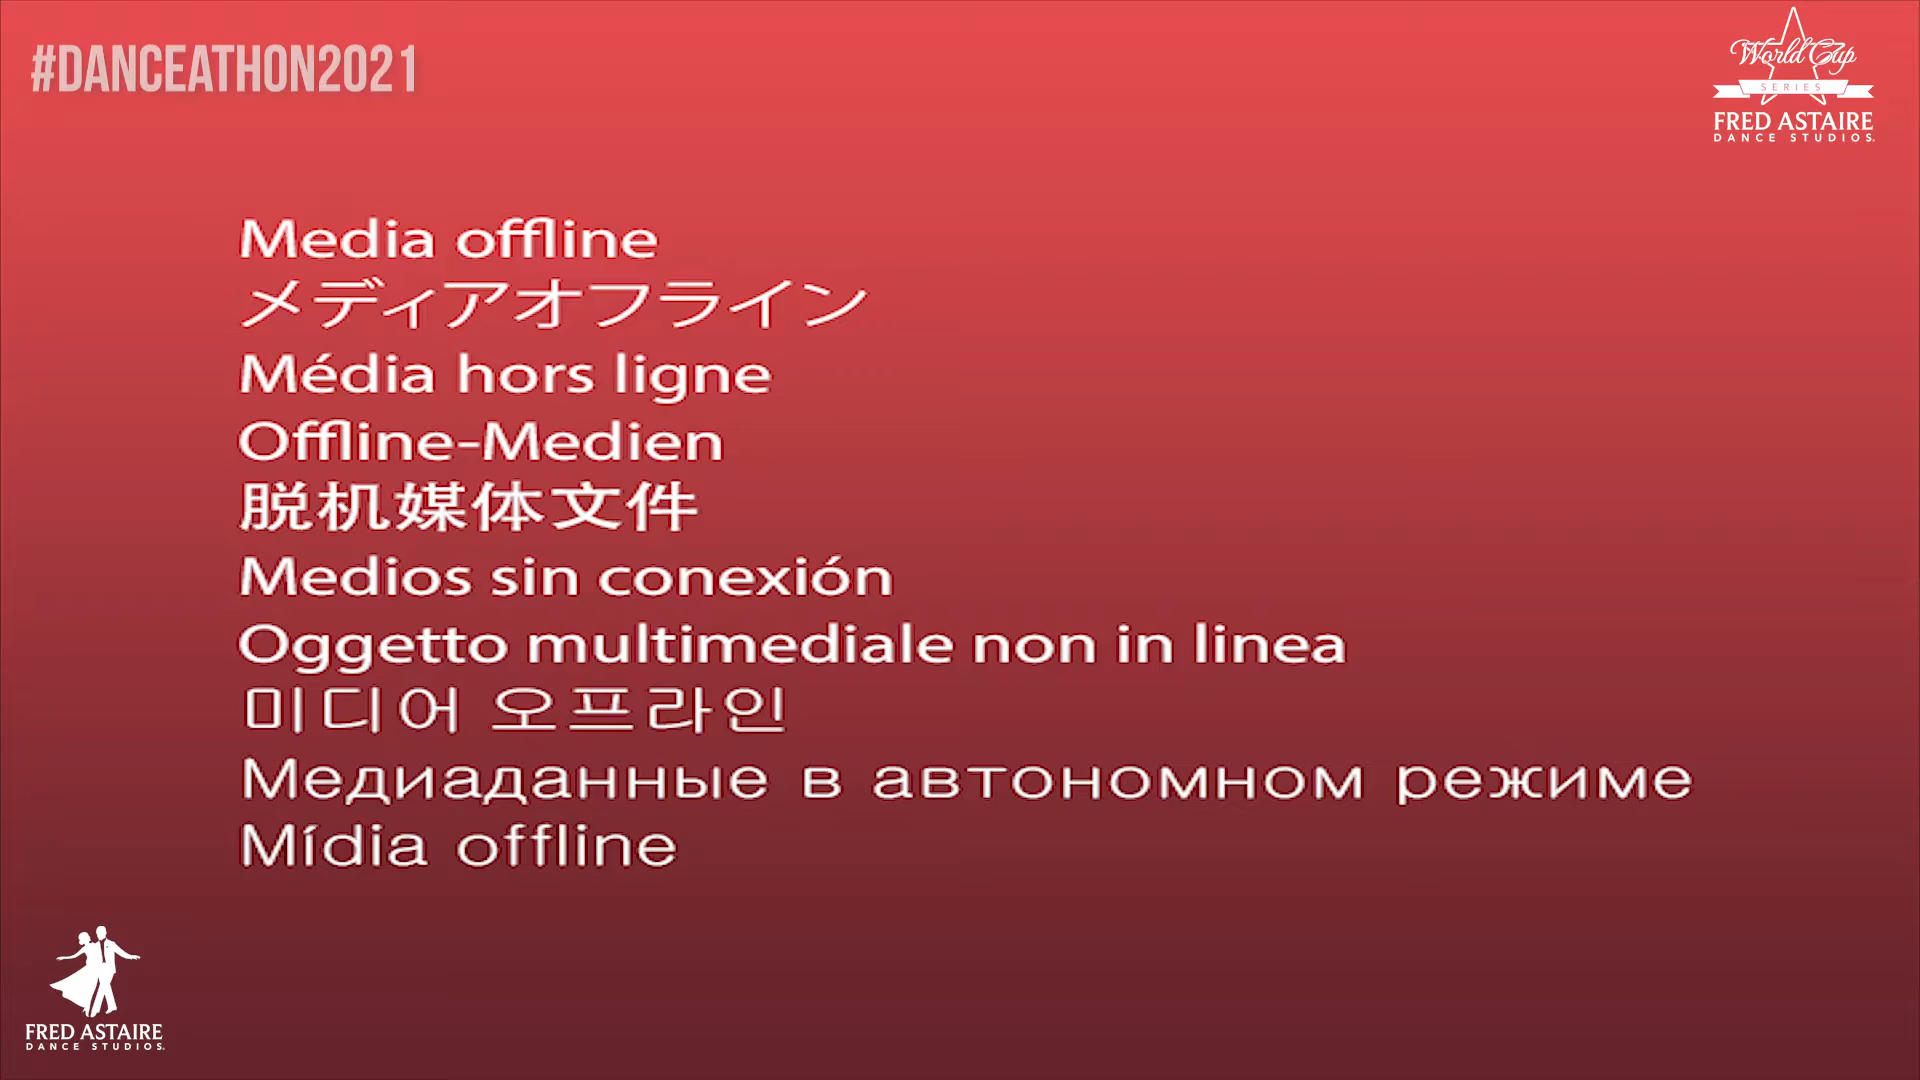 #DANCEATHON2021
World Cup
SERIES
FRED ASTAIRE
DANCE STUDIOS.
Media offline
メディアオフライン
Média hors ligne
Offline-Medien
脱机媒体文件
Medios sin conexión
Oggetto multimediale non in linea
미디어 오프라인
Медиаданные в автономном режиме
Mídia offline
FRED ASTAIRE
DANCE STUDIOS.